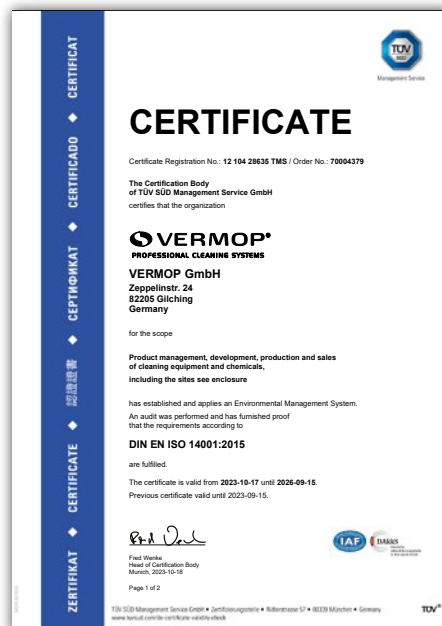 TÜV
SÜD
Management Service
CERTIFICATE
Certificate Registration No.: 12 104 28635 TMS / Order No.: 70004379
The Certification Body
of TÜV SÜD Management Service GmbH
certifies that the organization
VERMOP
PROFESSIONAL CLEANING SYSTEMS
VERMOP GmbH
Zeppelinstr. 24
82205 Gilching
Germany
for the scope
Product management, development, production and sales
of cleaning equipment and chemicals,
including the sites see enclosure
has established and applies an Environmental Management System.
An audit was performed and has furnished proof
that the requirements according to
DIN EN ISO 14001:2015
are fulfilled.
The certificate is valid from 2023-10-17 until 2026-09-15.
Previous certificate valid until 2023-09-15.
Fred Wenke
Head of Certification Body
Munich, 2023-10-18
Page 1 of 2
IAF
DAkkS
TÜV SÜD Management Service GmbH • Zertifizierungsstelle • Ridlerstrasse 57 • 80339 München • Germany
www.tuvsud.com/de-certificate-validity-check
TÜV®
ZERTIFIKAT ◆ CERTIFICATE ◆ 認證證書 ◆ СЕРТИФИКАТ ◆ CERTIFICADO ◆ CERTIFICAT